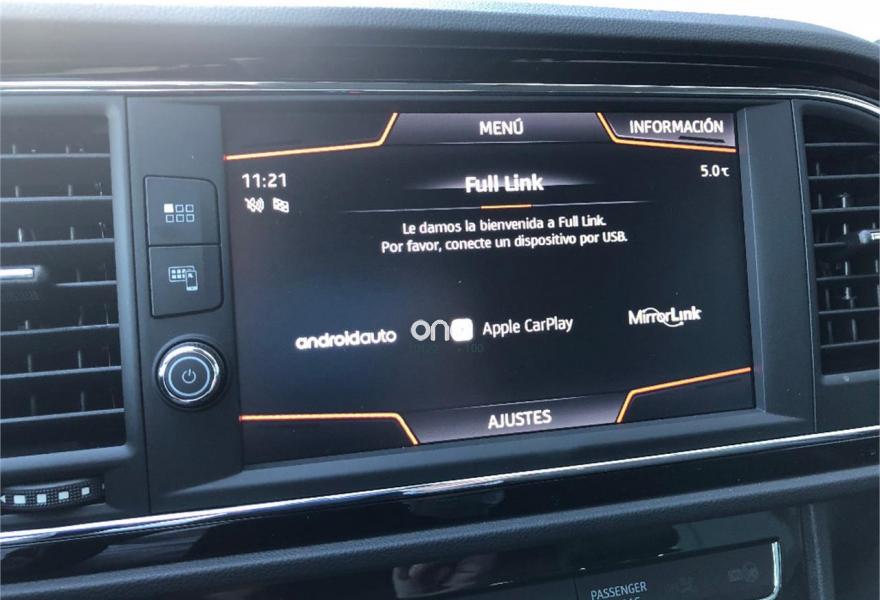 MENÚ
INFORMACIÓN
11:21
5.0℃
Full Link
Le damos la bienvenida a Full Link.
Por favor, conecte un dispositivo por USB.
androidauto
Apple CarPlay
MirrorLink
AJUSTES
PASSENGER